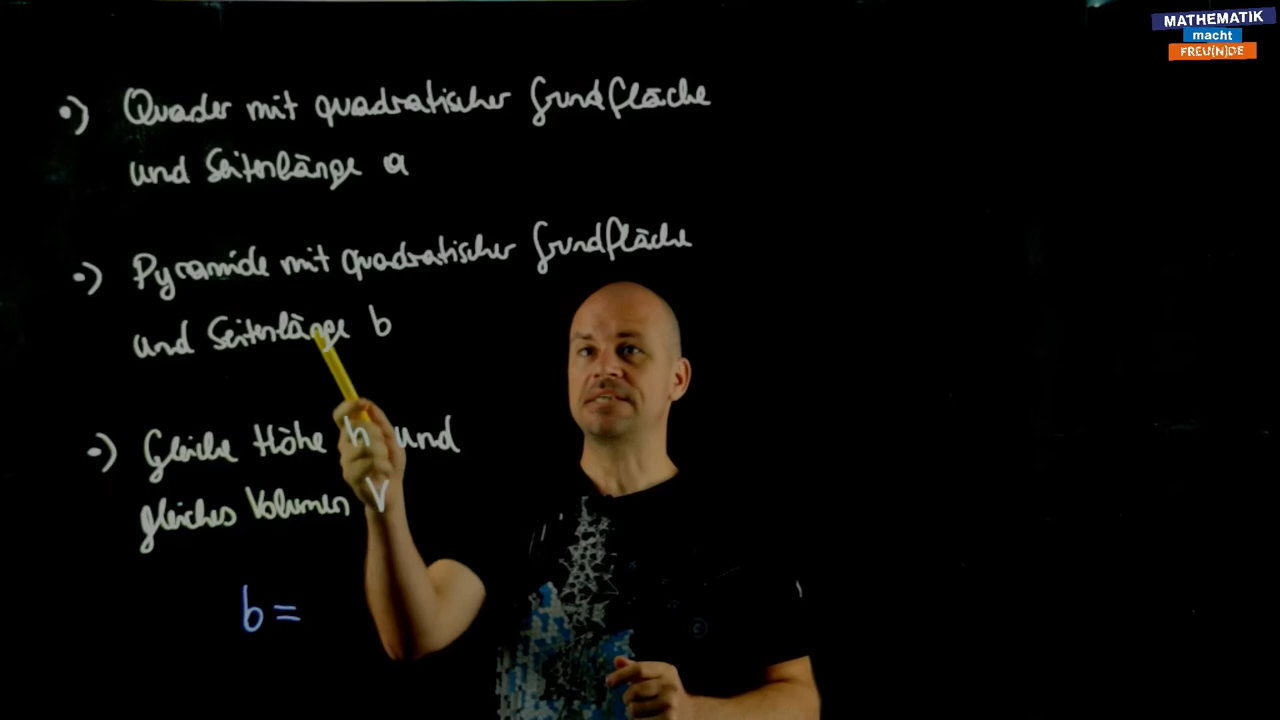 MATHEMATIK
macht
FREU(N)DE
•) Quader mit quadratischer Grundfläche
und Seitenlänge a
•) Pyramide mit quadratischer Grundfläche
und Seitenlänge b
•) Gleiche Höhe h und
gleiches Volumen V
b =